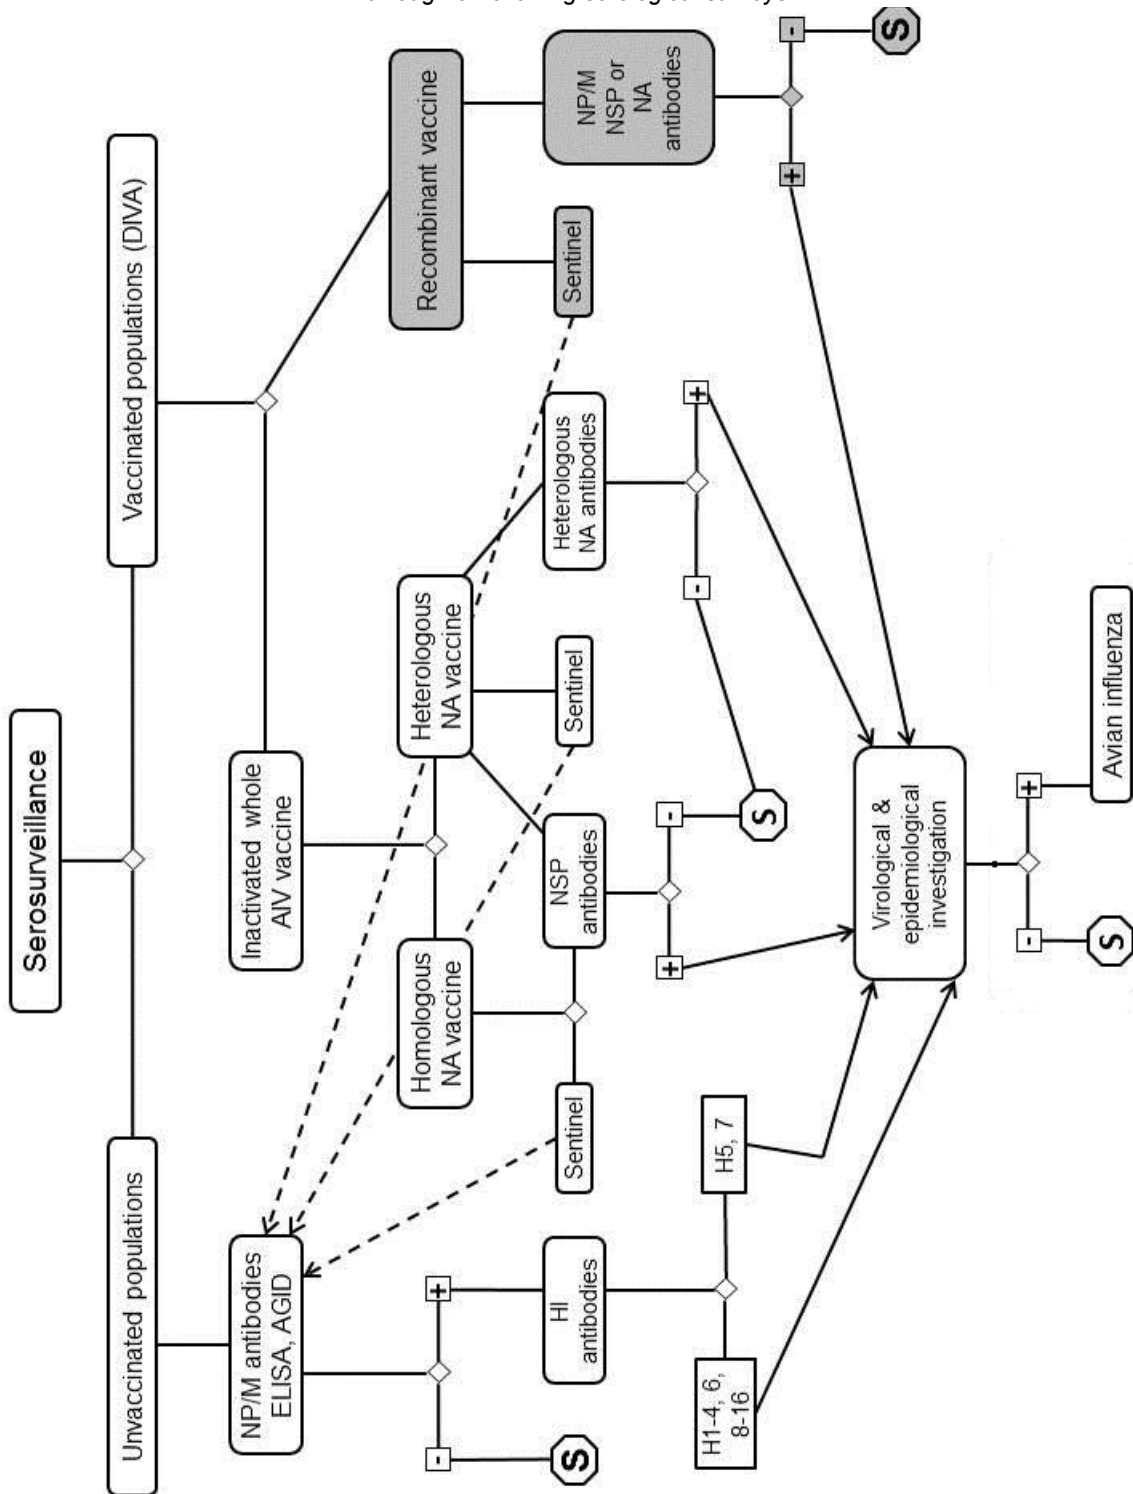 Serosurveillance
Unvaccinated populations
Vaccinated populations (DIVA)
NP/M antibodies
ELISA, AGID
Inactivated whole
AIV vaccine
Recombinant vaccine
Homologous
NA vaccine
Heterologous
NA vaccine
-
+
S
HI
antibodies
Sentinel
NSP
antibodies
Sentinel
Heterologous
NA antibodies
Sentinel
NP/M
NSP or
NA
antibodies
H1-4, 6,
8-16
H5, 7
+
-
S
-
+
+
-
S
Virological &
epidemiological
investigation
-
+
S
Avian influenza